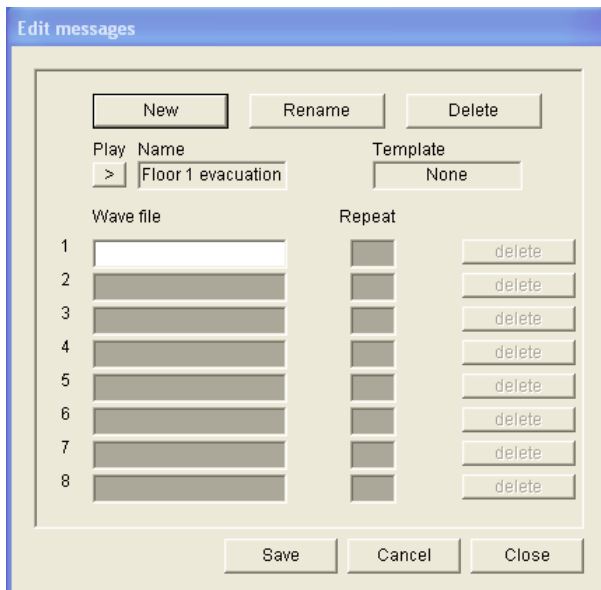 Edit messages
New Rename Delete
Play Name Template
> Floor 1 evacuation None
Wave file Repeat
1 delete
2 delete
3 delete
4 delete
5 delete
6 delete
7 delete
8 delete
Save Cancel Close